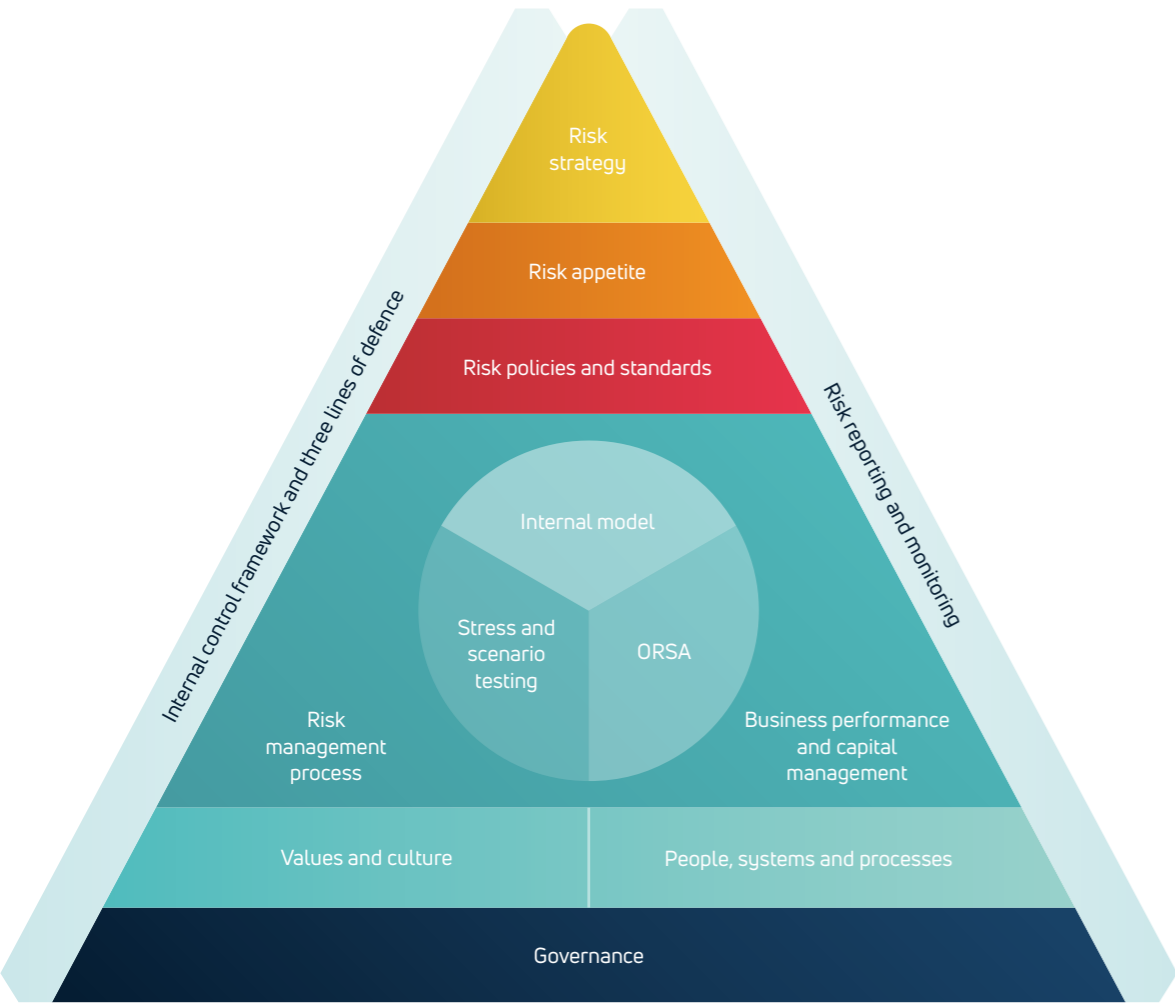 Risk
strategy
Risk appetite
Risk policies and standards
Internal control framework and three lines of defence
Risk reporting and monitoring
Internal model
Stress and
scenario
testing
ORSA
Risk
management
process
Business performance
and capital
management
Values and culture
People, systems and processes
Governance